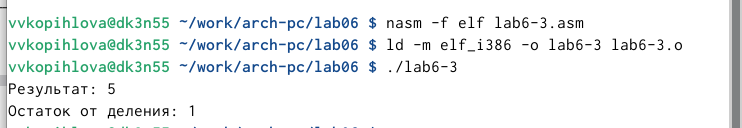 vvkopihlova@dk3n55 ~/work/arch-pc/lab06 $ nasm -f elf lab6-3.asm
vvkopihlova@dk3n55 ~/work/arch-pc/lab06 $ ld -m elf_i386 -o lab6-3 lab6-3.o
vvkopihlova@dk3n55 ~/work/arch-pc/lab06 $ ./lab6-3
Результат: 5
Остаток от деления: 1